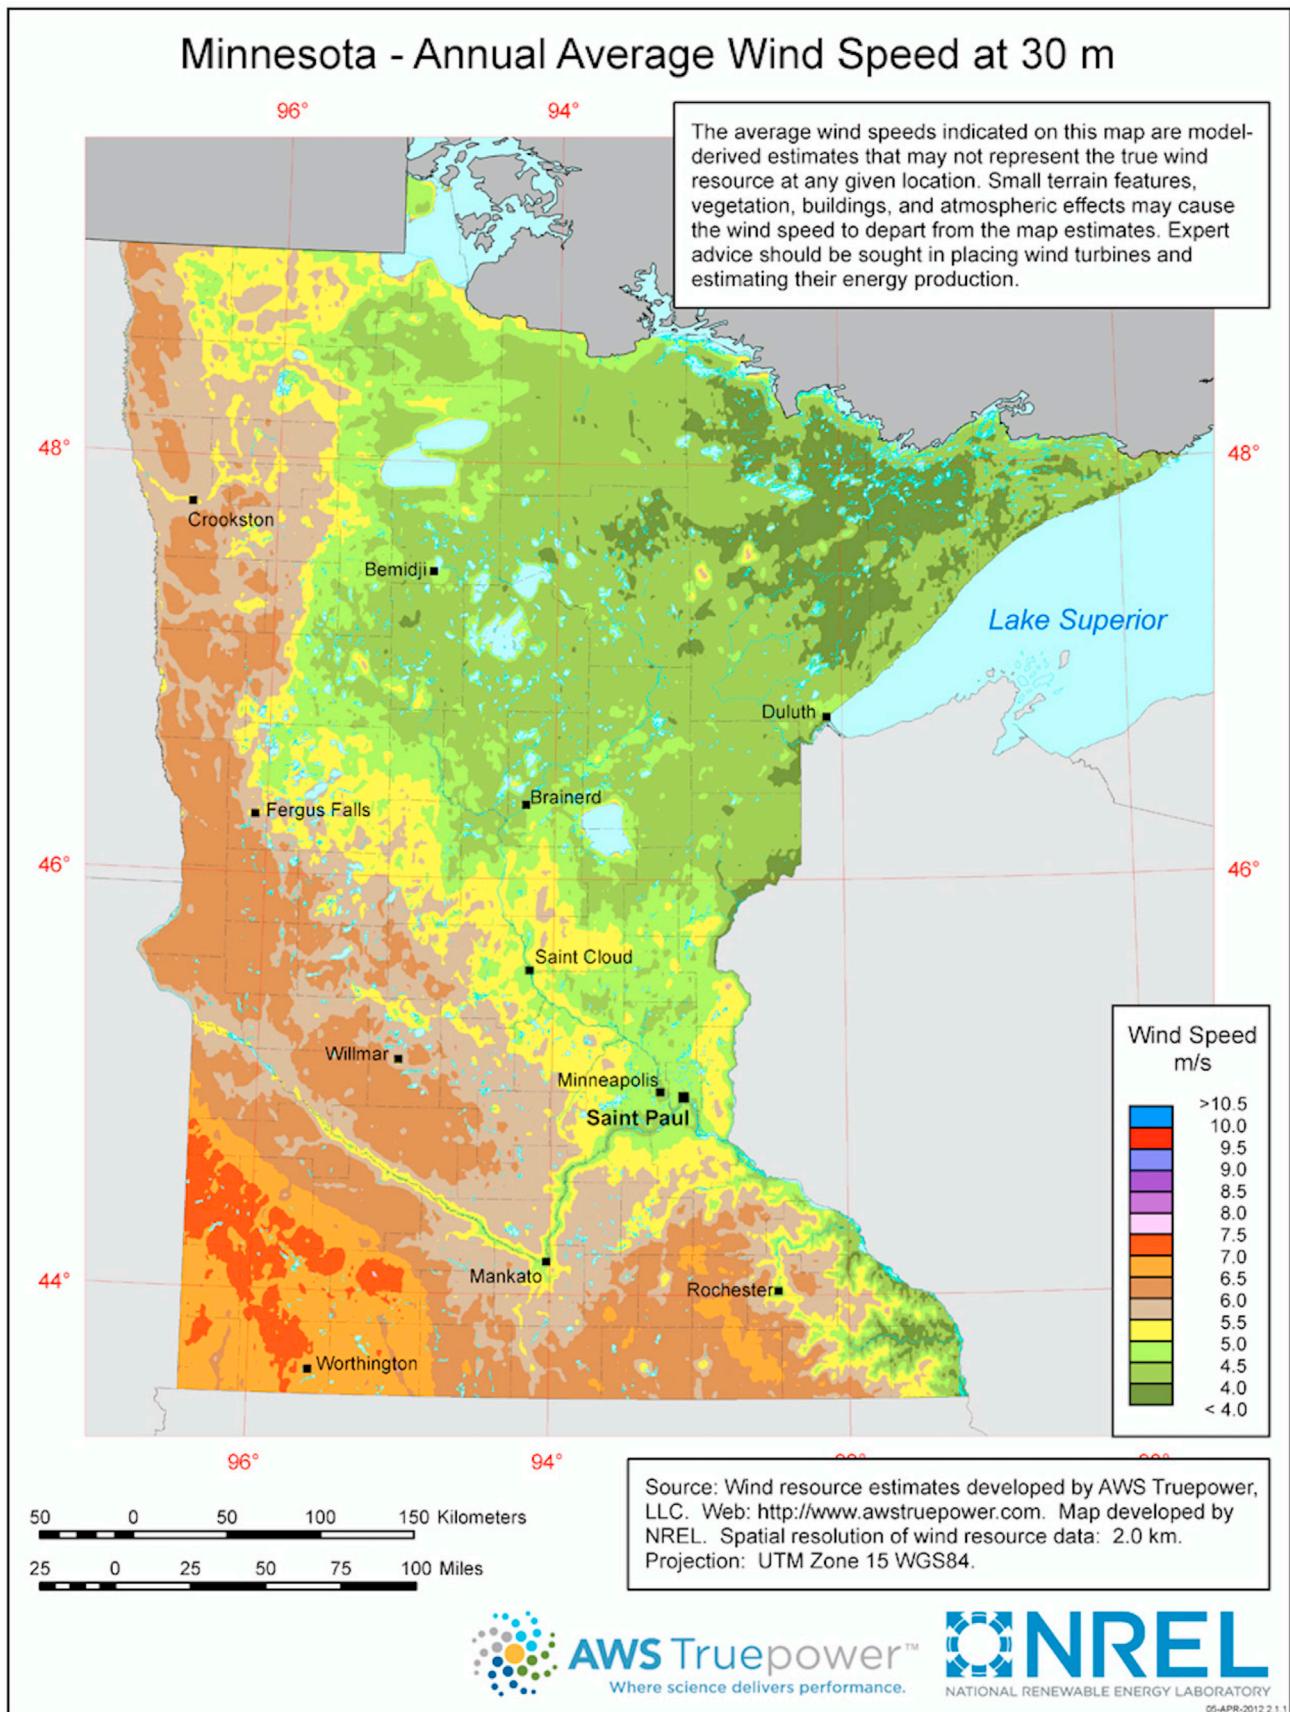 Minnesota - Annual Average Wind Speed at 30 m
96°
94°
The average wind speeds indicated on this map are model-
derived estimates that may not represent the true wind
resource at any given location. Small terrain features,
vegetation, buildings, and atmospheric effects may cause
the wind speed to depart from the map estimates. Expert
advice should be sought in placing wind turbines and
estimating their energy production.
48°
48°
Crookston
Bemidji
Lake Superior
Duluth
Brainerd
Fergus Falls
46°
46°
Saint Cloud
Willmar
Minneapolis
Saint Paul
Wind Speed
m/s
>10.5
10.0
9.5
9.0
8.5
8.0
7.5
7.0
6.5
6.0
5.5
5.0
4.5
4.0
< 4.0
44°
Mankato
Rochester
Worthington
96°
94°
Source: Wind resource estimates developed by AWS Truepower,
LLC. Web: http://www.awstruepower.com. Map developed by
NREL. Spatial resolution of wind resource data: 2.0 km.
Projection: UTM Zone 15 WGS84.
50 0 50 100 150 Kilometers
25 0 25 50 75 100 Miles
AWS Truepower™
Where science delivers performance.
NREL
NATIONAL RENEWABLE ENERGY LABORATORY
05-APR-2012 2.1.1